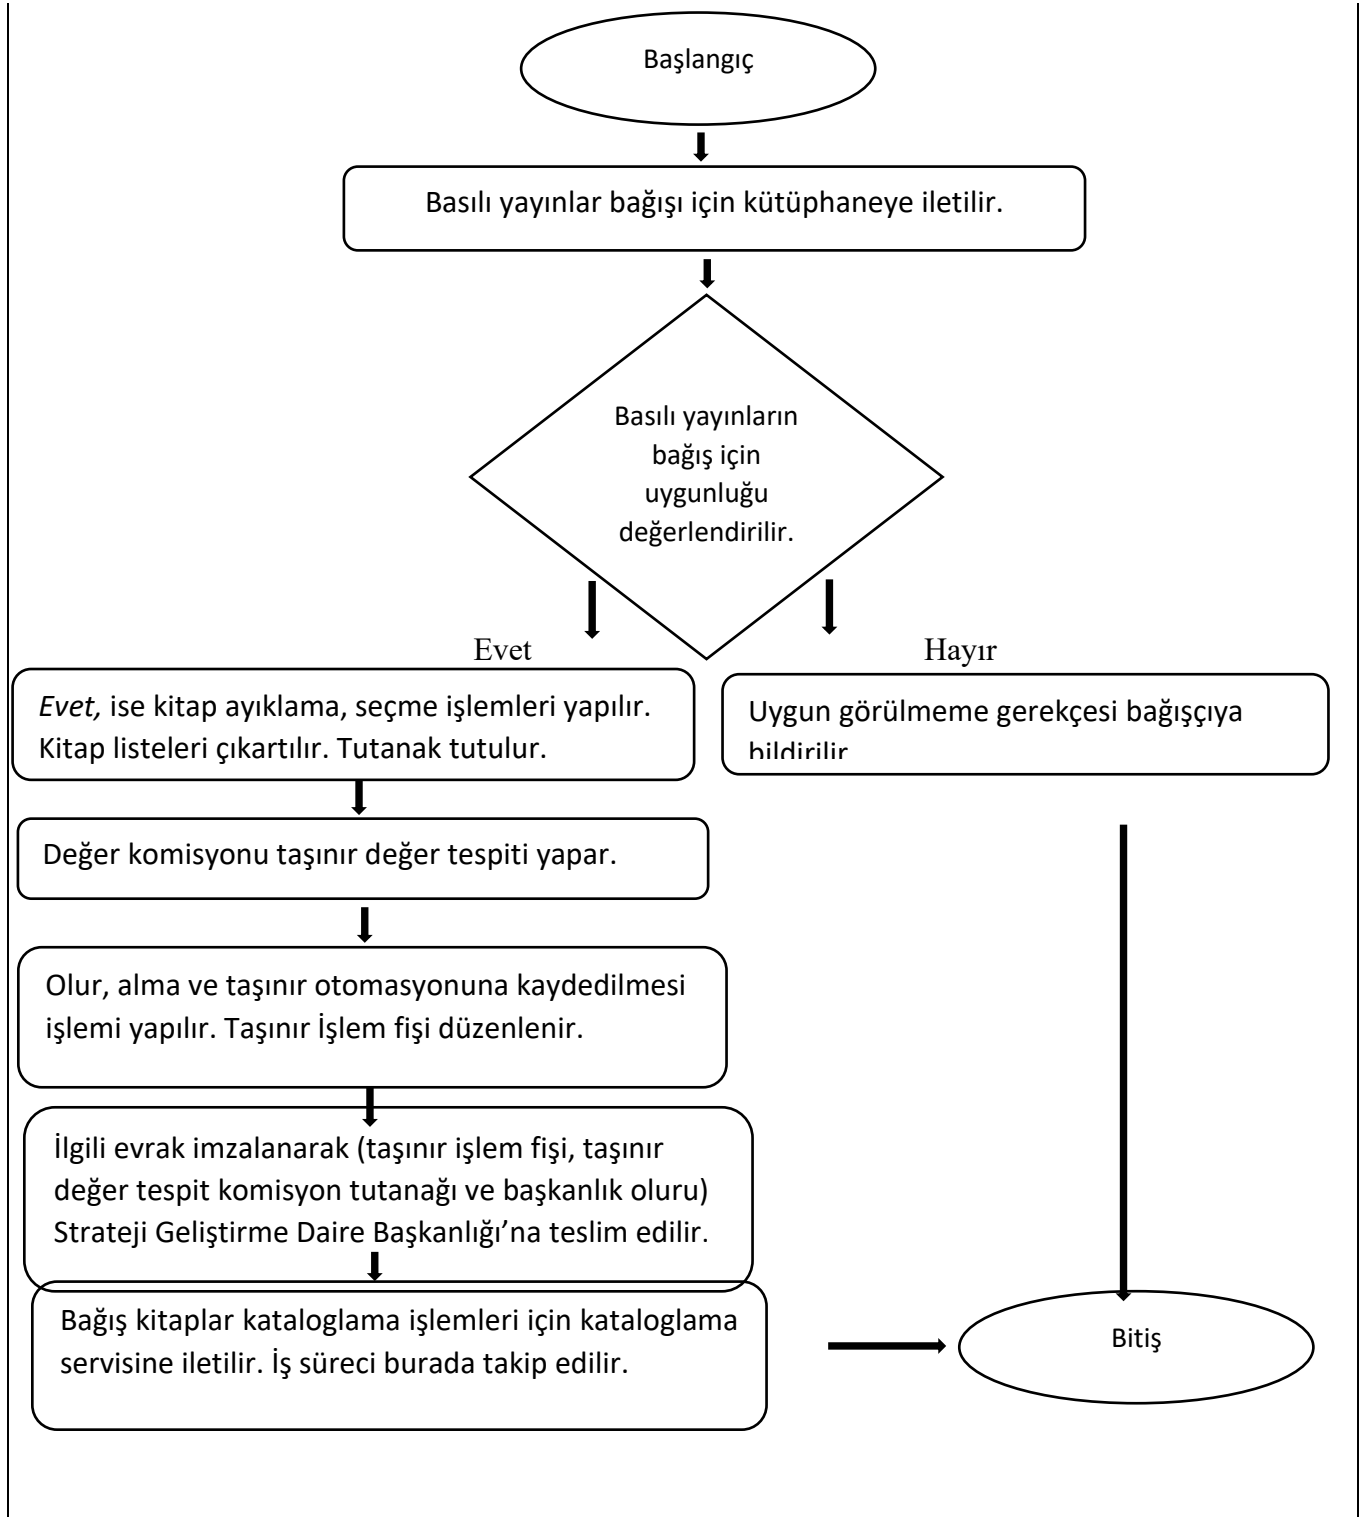 Başlangıç
Basılı yayınlar bağışı için kütüphaneye iletilir.
Basılı yayınların
bağış için
uygunluğu
değerlendirilir.
Evet
Hayır
Evet, ise kitap ayıklama, seçme işlemleri yapılır.
Kitap listeleri çıkartılır. Tutanak tutulur.
Uygun görülmeme gerekçesi bağışçıya
bildirilir
Değer komisyonu taşınır değer tespiti yapar.
Olur, alma ve taşınır otomasyonuna kaydedilmesi
işlemi yapılır. Taşınır İşlem fişi düzenlenir.
İlgili evrak imzalanarak (taşınır işlem fişi, taşınır
değer tespit komisyon tutanağı ve başkanlık oluru)
Strateji Geliştirme Daire Başkanlığı’na teslim edilir.
Bağış kitaplar kataloglama işlemleri için kataloglama
servisine iletilir. İş süreci burada takip edilir.
Bitiş